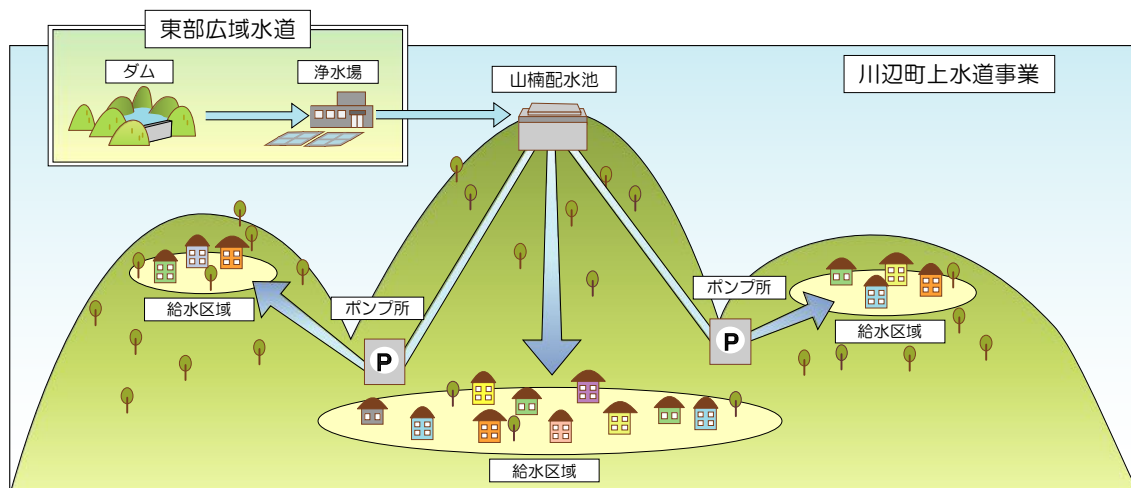 東部広域水道
ダム
浄水場
山楠配水池
川辺町上水道事業
給水区域
ポンプ所
P
ポンプ所
P
給水区域
給水区域